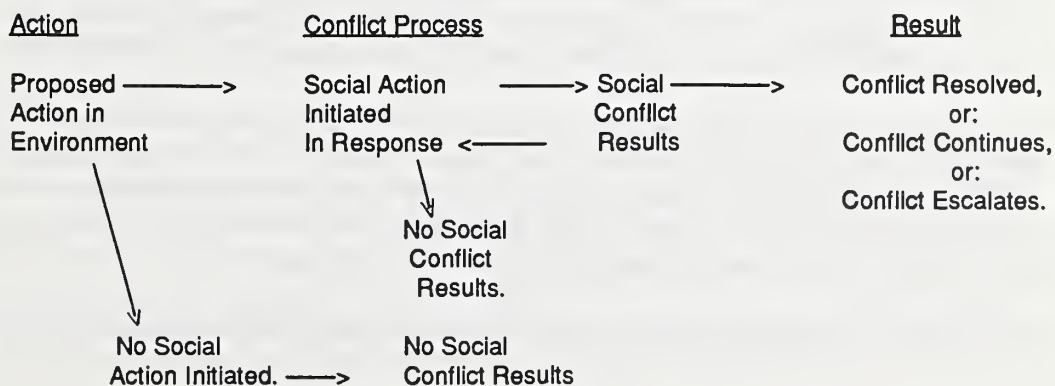 Action Conflict Process Result
Proposed Social Action Social Conflict Resolved,
Action in Initiated Conflict or:
Environment In Response Results Conflict Continues,
or:
Conflict Escalates.
No Social
Conflict
Results.
No Social No Social
Action Initiated. Conflict Results